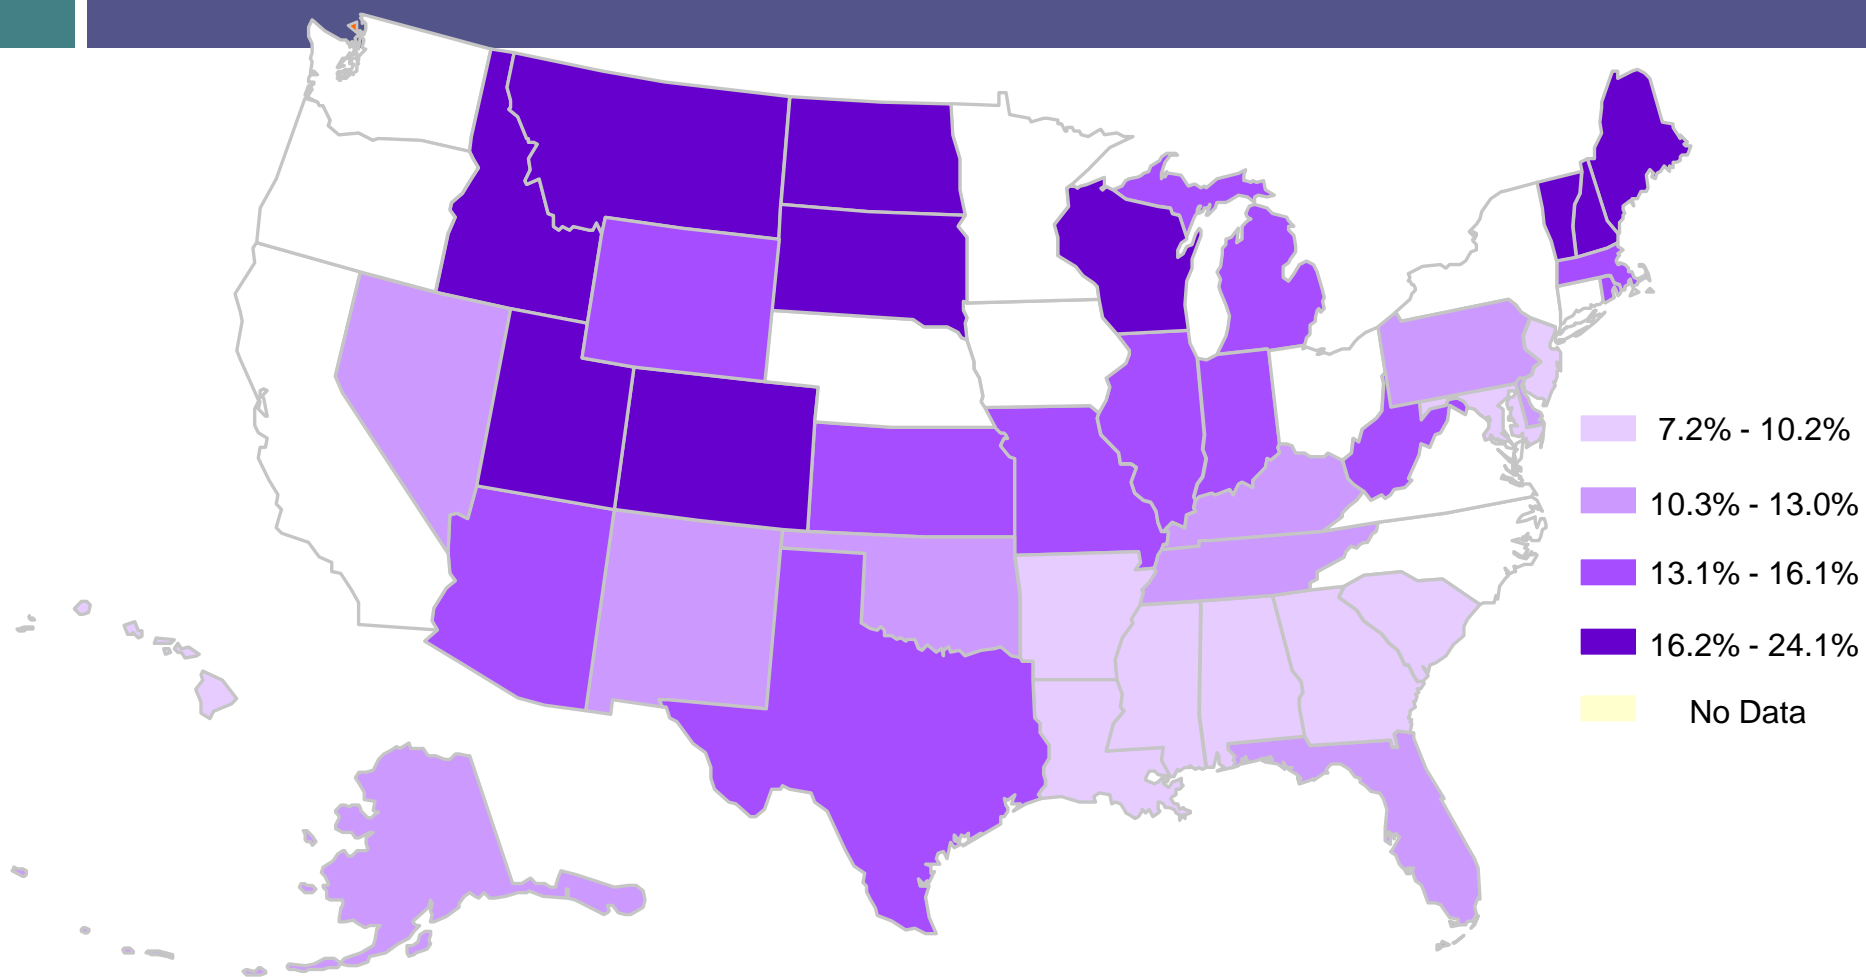 7.2% - 10.2%
10.3% - 13.0%
13.1% - 16.1%
16.2% - 24.1%
No Data